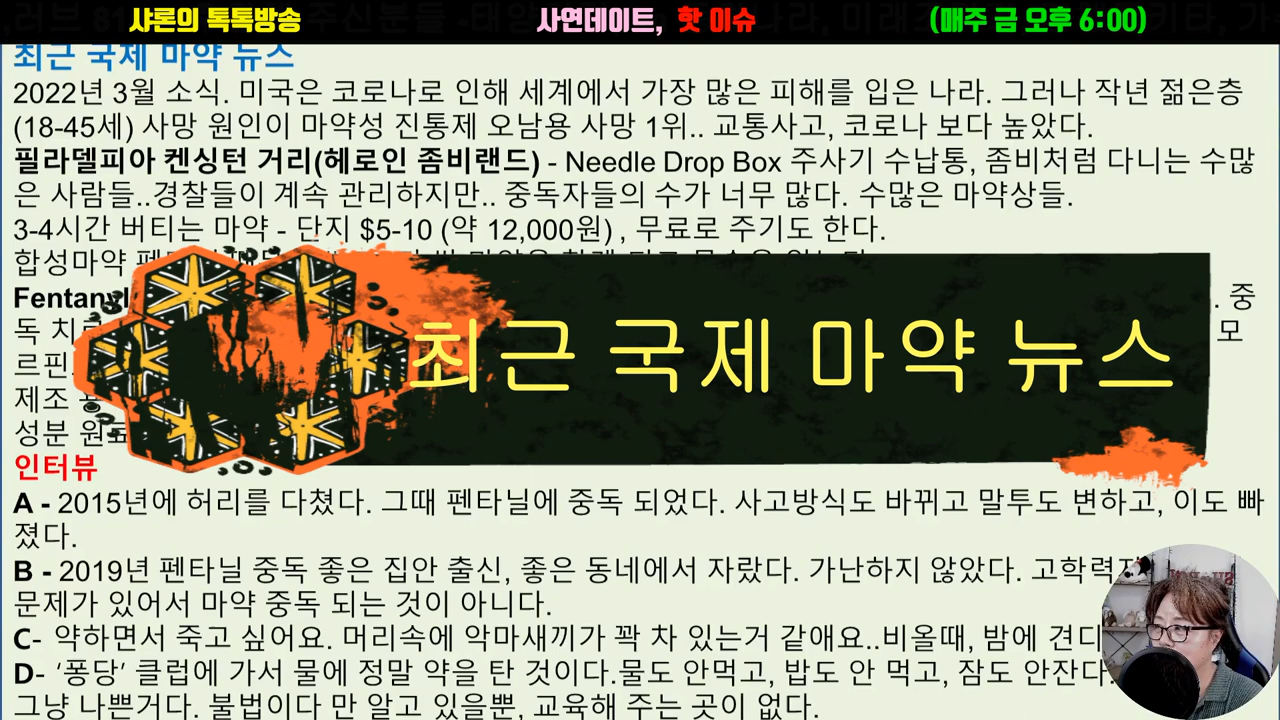 샤론의 톡톡방송 사연데이트, 핫 이슈 (매주 금 오후 6:00)
최근 국제 마약 뉴스
2022년 3월 소식. 미국은 코로나로 인해 세계에서 가장 많은 피해를 입은 나라. 그러나 작년 젊은층
(18-45세) 사망 원인이 마약성 진통제 오남용 사망 1위.. 교통사고, 코로나 보다 높았다.
필라델피아 켄싱턴 거리(헤로인 좀비랜드) - Needle Drop Box 주사기 수납통, 좀비처럼 다니는 수많
은 사람들..경찰들이 계속 관리하지만.. 중독자들의 수가 너무 많다. 수많은 마약상들.
3-4시간 버티는 마약 - 단지 $5-10 (약 12,000원) , 무료로 주기도 한다.
합성마약
Fentanyl 중
독 모
르핀
제조
성분 원료
최근 국제 마약 뉴스
인터뷰
A - 2015년에 허리를 다쳤다. 그때 펜타닐에 중독 되었다. 사고방식도 바뀌고 말투도 변하고, 이도 빠
졌다.
B - 2019년 펜타닐 중독 좋은 집안 출신, 좋은 동네에서 자랐다. 가난하지 않았다. 고학력
문제가 있어서 마약 중독 되는 것이 아니다.
C- 약하면서 죽고 싶어요. 머리속에 악마새끼가 꽉 차 있는거 같애요..비올때, 밤에 견디
D- ‘퐁당’ 클럽에 가서 물에 정말 약을 탄 것이다.물도 안먹고, 밥도 안 먹고, 잠도 안잔다
그냥 나쁜거다. 불법이다 만 알고 있을뿐, 교육해 주는 곳이 없다.